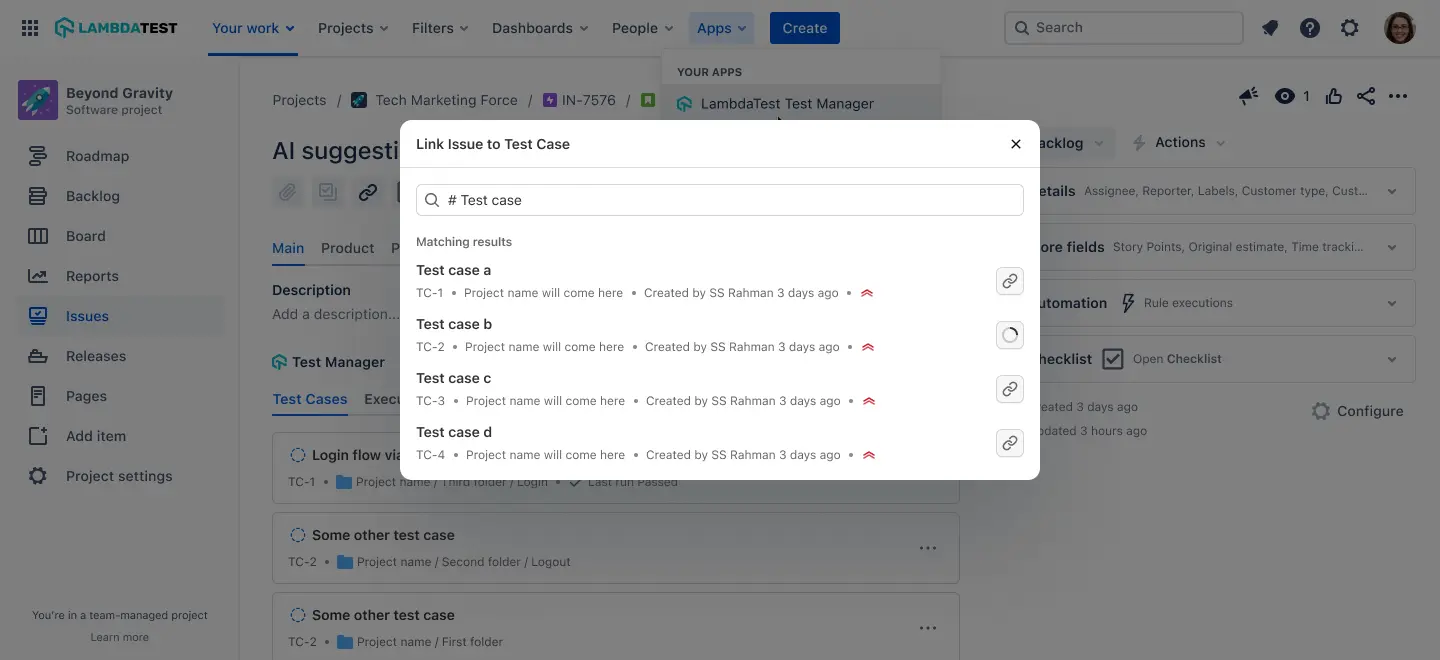 LAMBDATEST Your work Projects Filters Dashboards People Apps Create Search
YOUR APPS
LambdaTest Test Manager
Beyond Gravity
Software project
Roadmap
Backlog
Board
Reports
Issues
Releases
Pages
Add item
Project settings
You're in a team-managed project
Learn more
Projects / Tech Marketing Force / IN-7576 /
1
AI suggesti
acklog
Actions
Main Product P
Description
Add a description...
Test Manager
Test Cases Execu
Link Issue to Test Case
# Test case
Matching results
Test case a
TC-1 • Project name will come here • Created by SS Rahman 3 days ago •
Test case b
TC-2 • Project name will come here • Created by SS Rahman 3 days ago •
Test case c
TC-3 • Project name will come here • Created by SS Rahman 3 days ago •
Test case d
TC-4 • Project name will come here • Created by SS Rahman 3 days ago •
Login flow via
TC-1 • Project name / Third folder / Login • Last run Passed
Some other test case
TC-2 • Project name / Second folder / Logout
Some other test case
TC-2 • Project name / First folder
etails Assignee, Reporter, Labels, Customer type, Cust...
ore fields Story Points, Original estimate, Time tracki...
utomation Rule executions
hecklist Open Checklist
eated 3 days ago
dated 3 hours ago
Configure